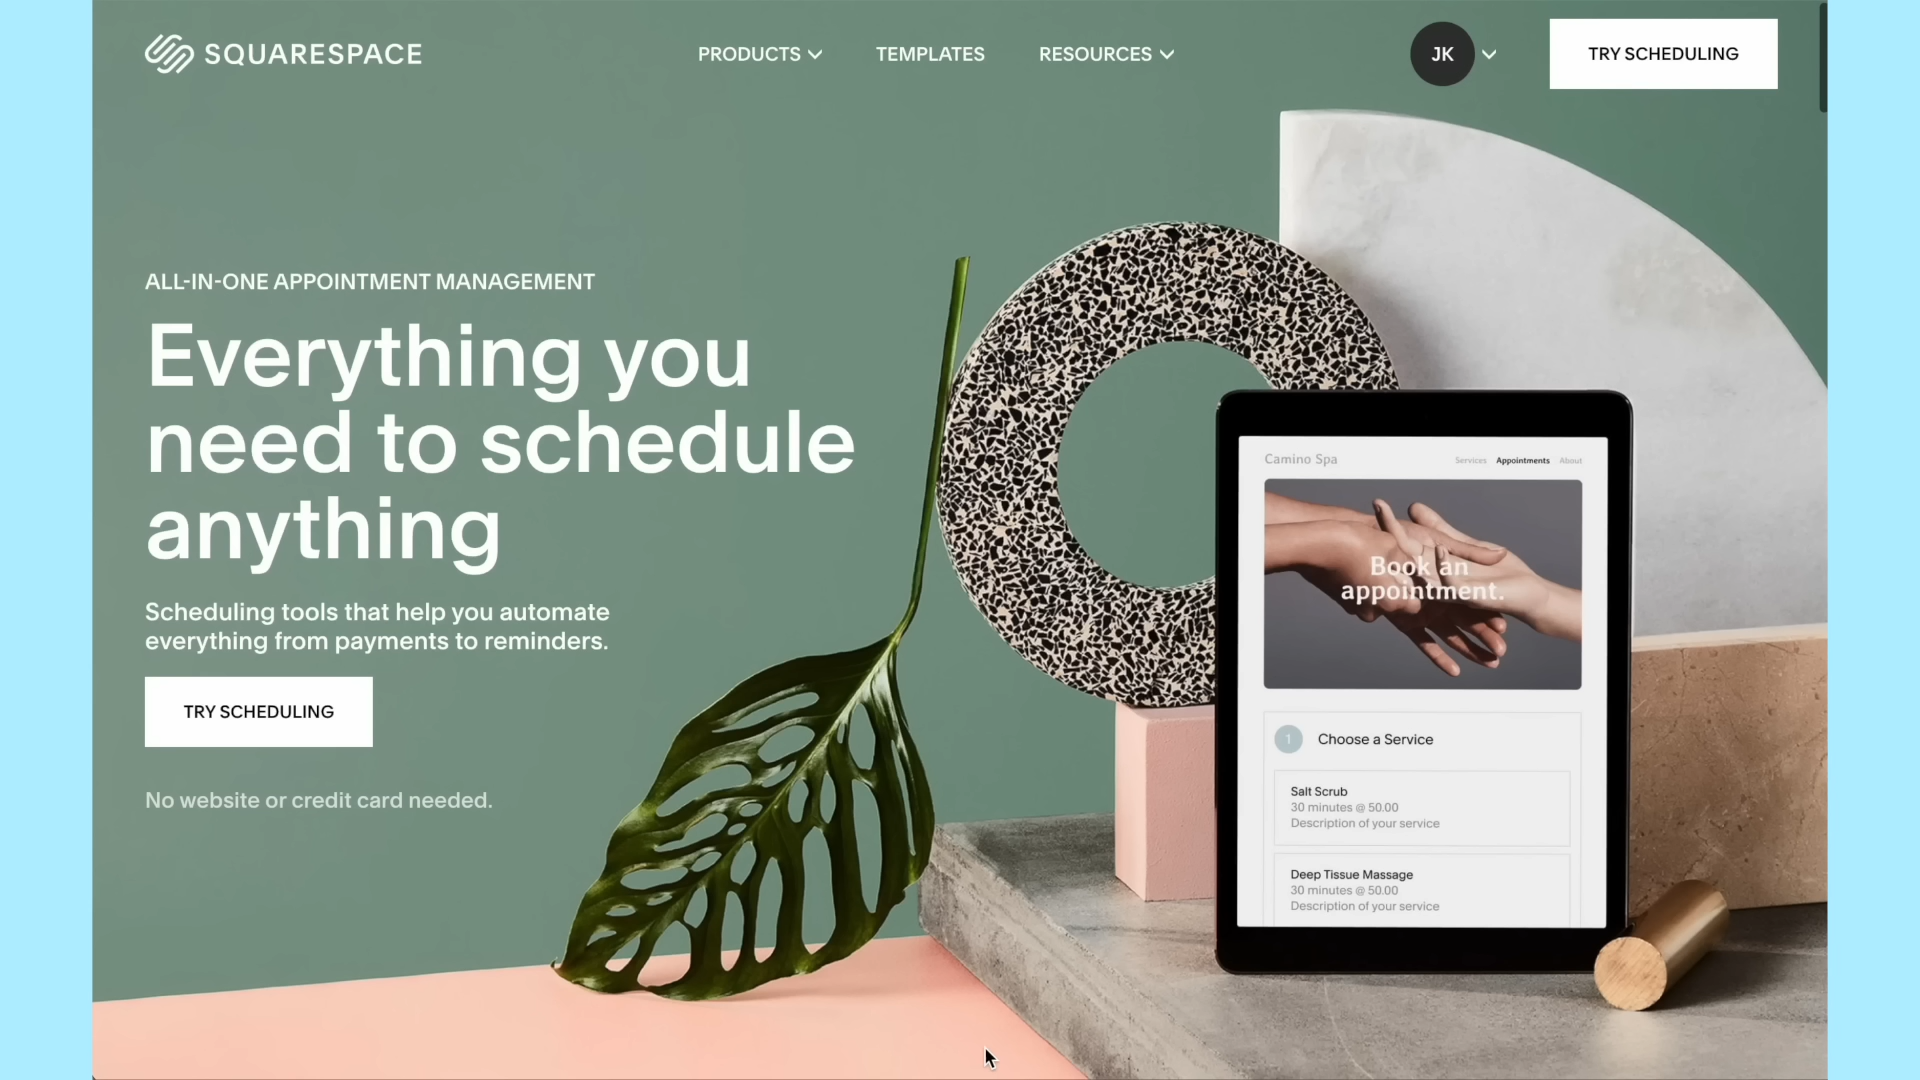 SQUARESPACE
PRODUCTS
TEMPLATES
RESOURCES
JK
TRY SCHEDULING
ALL-IN-ONE APPOINTMENT MANAGEMENT
Everything you
need to schedule
anything
Scheduling tools that help you automate
everything from payments to reminders.
TRY SCHEDULING
No website or credit card needed.
Camino Spa
Services
Appointments
About
Book an
appointment.
1
Choose a Service
Salt Scrub
30 minutes @ 50.00
Description of your service
Deep Tissue Massage
30 minutes @ 50.00
Description of your service